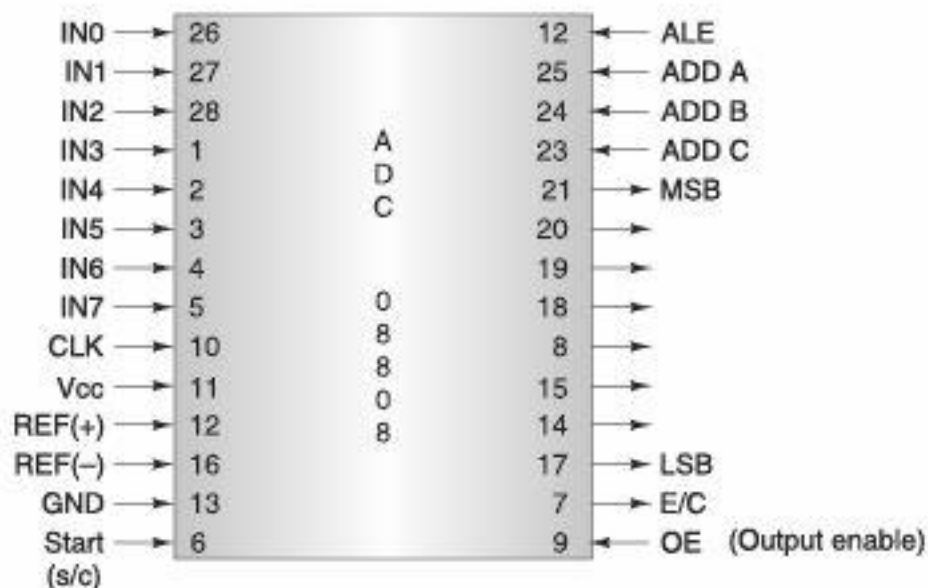 IN0 26 12 ALE
IN1 27 25 ADD A
IN2 28 24 ADD B
IN3 1 23 ADD C
IN4 2 21 MSB
IN5 3 20
IN6 4 19
IN7 5 18
CLK 10 8
Vcc 11 15
REF(+) 12 14
REF(–) 16 17 LSB
GND 13 7 E/C
Start 6 9 OE (Output enable)
(s/c)
A
D
C
0
8
8
0
8